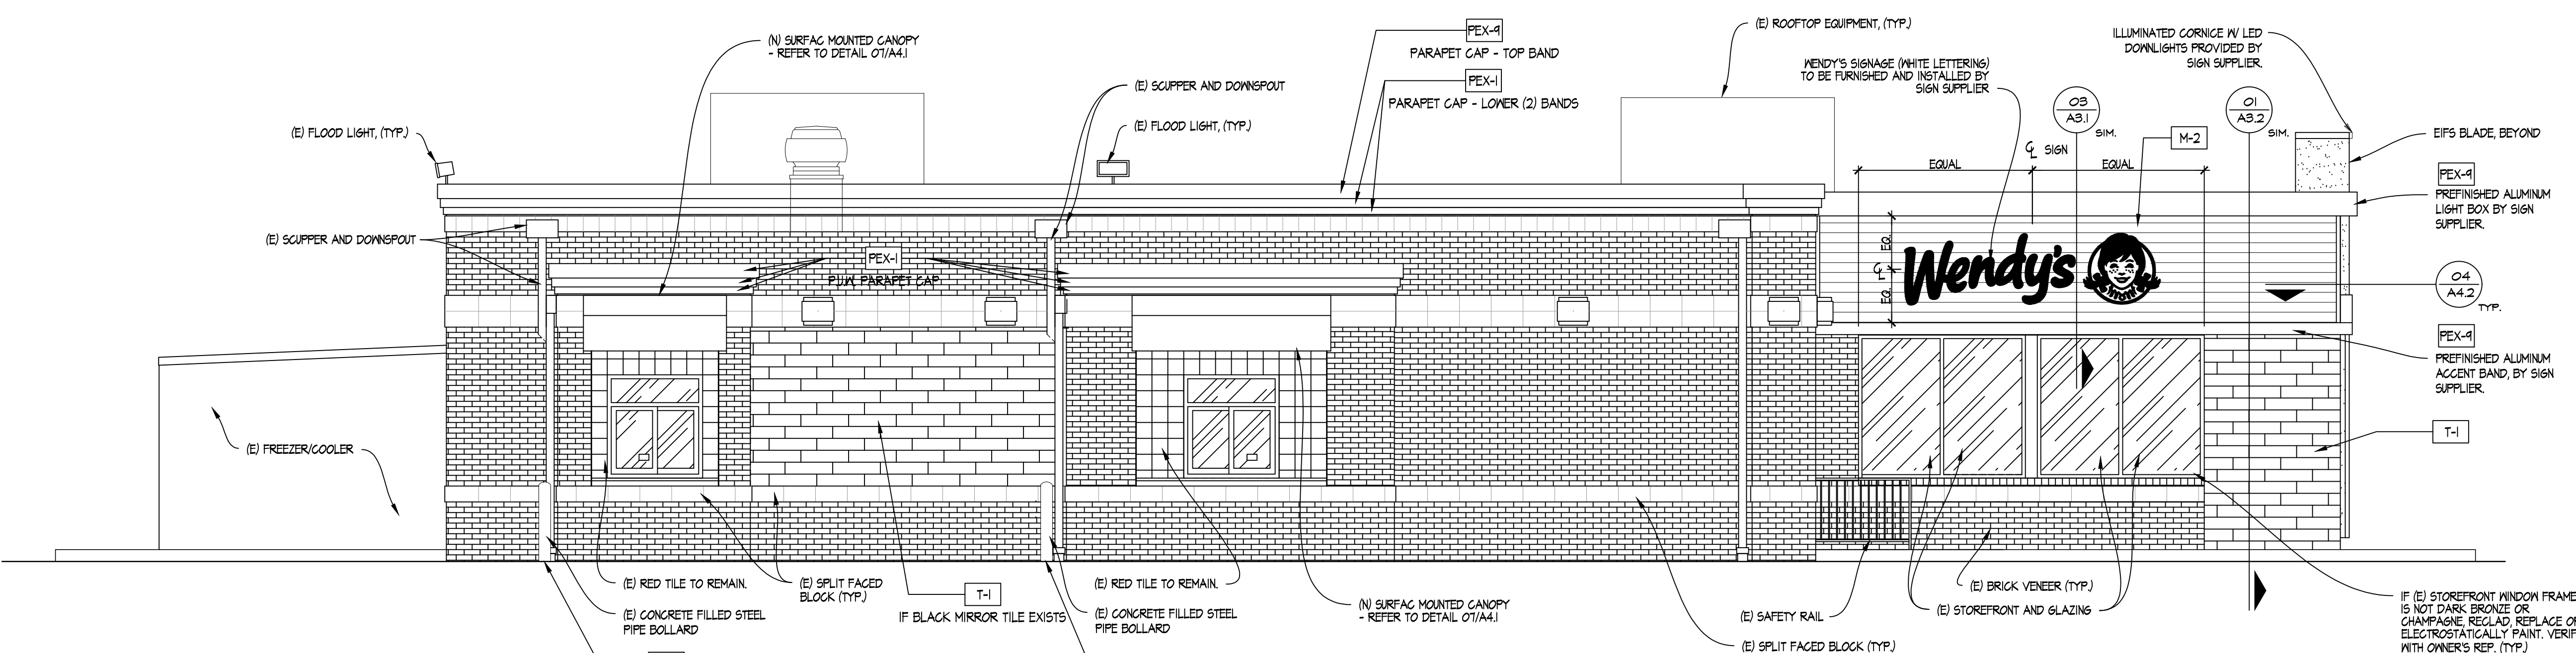 (N) SURFAC MOUNTED CANOPY
- REFER TO DETAIL 07/A4.1
PEX-9
PARAPET CAP - TOP BAND
PEX-1
PARAPET CAP - LOWER (2) BANDS
(E) ROOFTOP EQUIPMENT, (TYP.)
ILLUMINATED CORNICE W/ LED
DOWNLIGHTS PROVIDED BY
SIGN SUPPLIER.
WENDY'S SIGNAGE (WHITE LETTERING)
TO BE FURNISHED AND INSTALLED BY
SIGN SUPPLIER
(E) SCUPPER AND DOWNSPOUT
(E) FLOOD LIGHT, (TYP.)
(E) FLOOD LIGHT, (TYP.)
03
A3.1
SIM.
01
A3.2
SIM.
EIFS BLADE, BEYOND
M-2
SIGN
EQUAL
EQUAL
PEX-9
PREFINISHED ALUMINUM
LIGHT BOX BY SIGN
SUPPLIER.
(E) SCUPPER AND DOWNSPOUT
PEX-1
P.U.W. PARAPET CAP
EQ.
EQ.
Wendy's
04
A4.2
TYP.
PEX-9
PREFINISHED ALUMINUM
ACCENT BAND, BY SIGN
SUPPLIER.
T-1
(E) FREEZER/COOLER
(E) RED TILE TO REMAIN.
(E) SPLIT FACED
BLOCK (TYP.)
T-1
IF BLACK MIRROR TILE EXISTS
(E) CONCRETE FILLED STEEL
PIPE BOLLARD
(E) RED TILE TO REMAIN.
(E) CONCRETE FILLED STEEL
PIPE BOLLARD
(N) SURFAC MOUNTED CANOPY
- REFER TO DETAIL 07/A4.1
(E) SAFETY RAIL
(E) SPLIT FACED BLOCK (TYP.)
(E) BRICK VENEER (TYP.)
(E) STOREFRONT AND GLAZING
IF (E) STOREFRONT WINDOW FRAME
IS NOT DARK BRONZE OR
CHAMPAGNE, RECLAD, REPLACE OR
ELECTROSTATICALLY PAINT. VERIF
WITH OWNER'S REP. (TYP.)